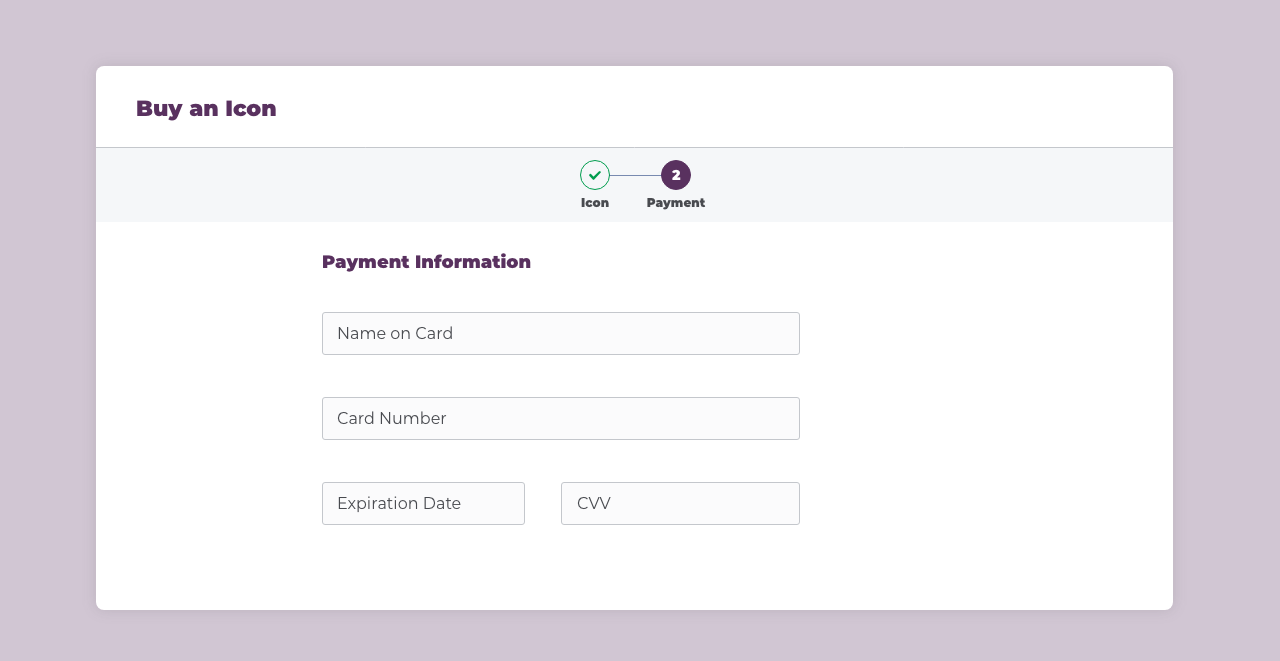 Buy an Icon
2
Icon Payment
Payment Information
Name on Card
Card Number
Expiration Date CVV